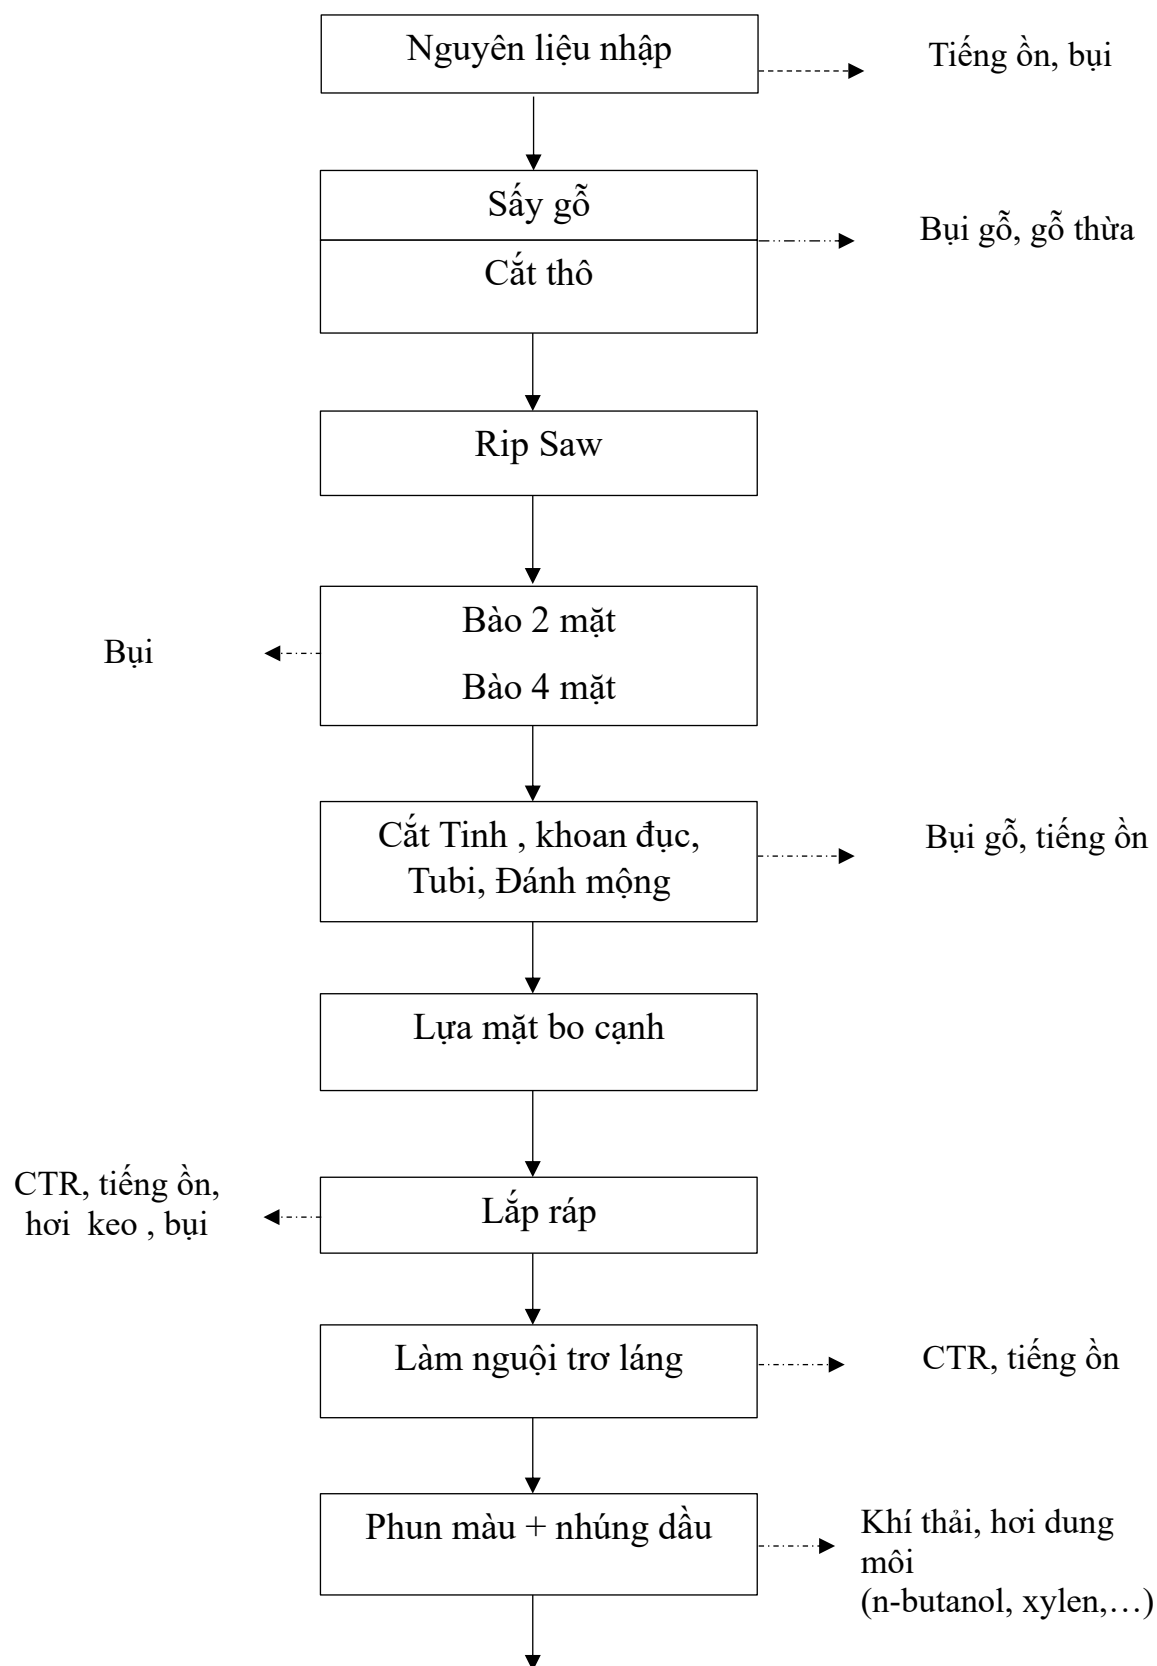 Nguyên liệu nhập
Tiếng ồn, bụi
Sấy gỗ
Bụi gỗ, gỗ thừa
Cắt thô
Rip Saw
Bào 2 mặt
Bụi
Bào 4 mặt
Cắt Tinh , khoan đục,
Tubi, Đánh mộng
Bụi gỗ, tiếng ồn
Lựa mặt bo cạnh
CTR, tiếng ồn,
hơi keo , bụi
Lắp ráp
Làm nguội trơ láng
CTR, tiếng ồn
Phun màu + nhúng dầu
Khí thải, hơi dung
môi
(n-butanol, xylen,…)